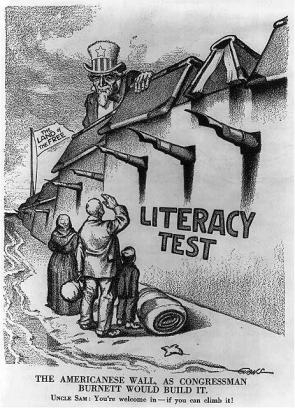 THE
LAND OF
THE FREE
LITERACY
TEST
THE AMERICANESE WALL, AS CONGRESSMAN
BURNETT WOULD BUILD IT.
UNCLE SAM: You're welcome in — if you can climb it!